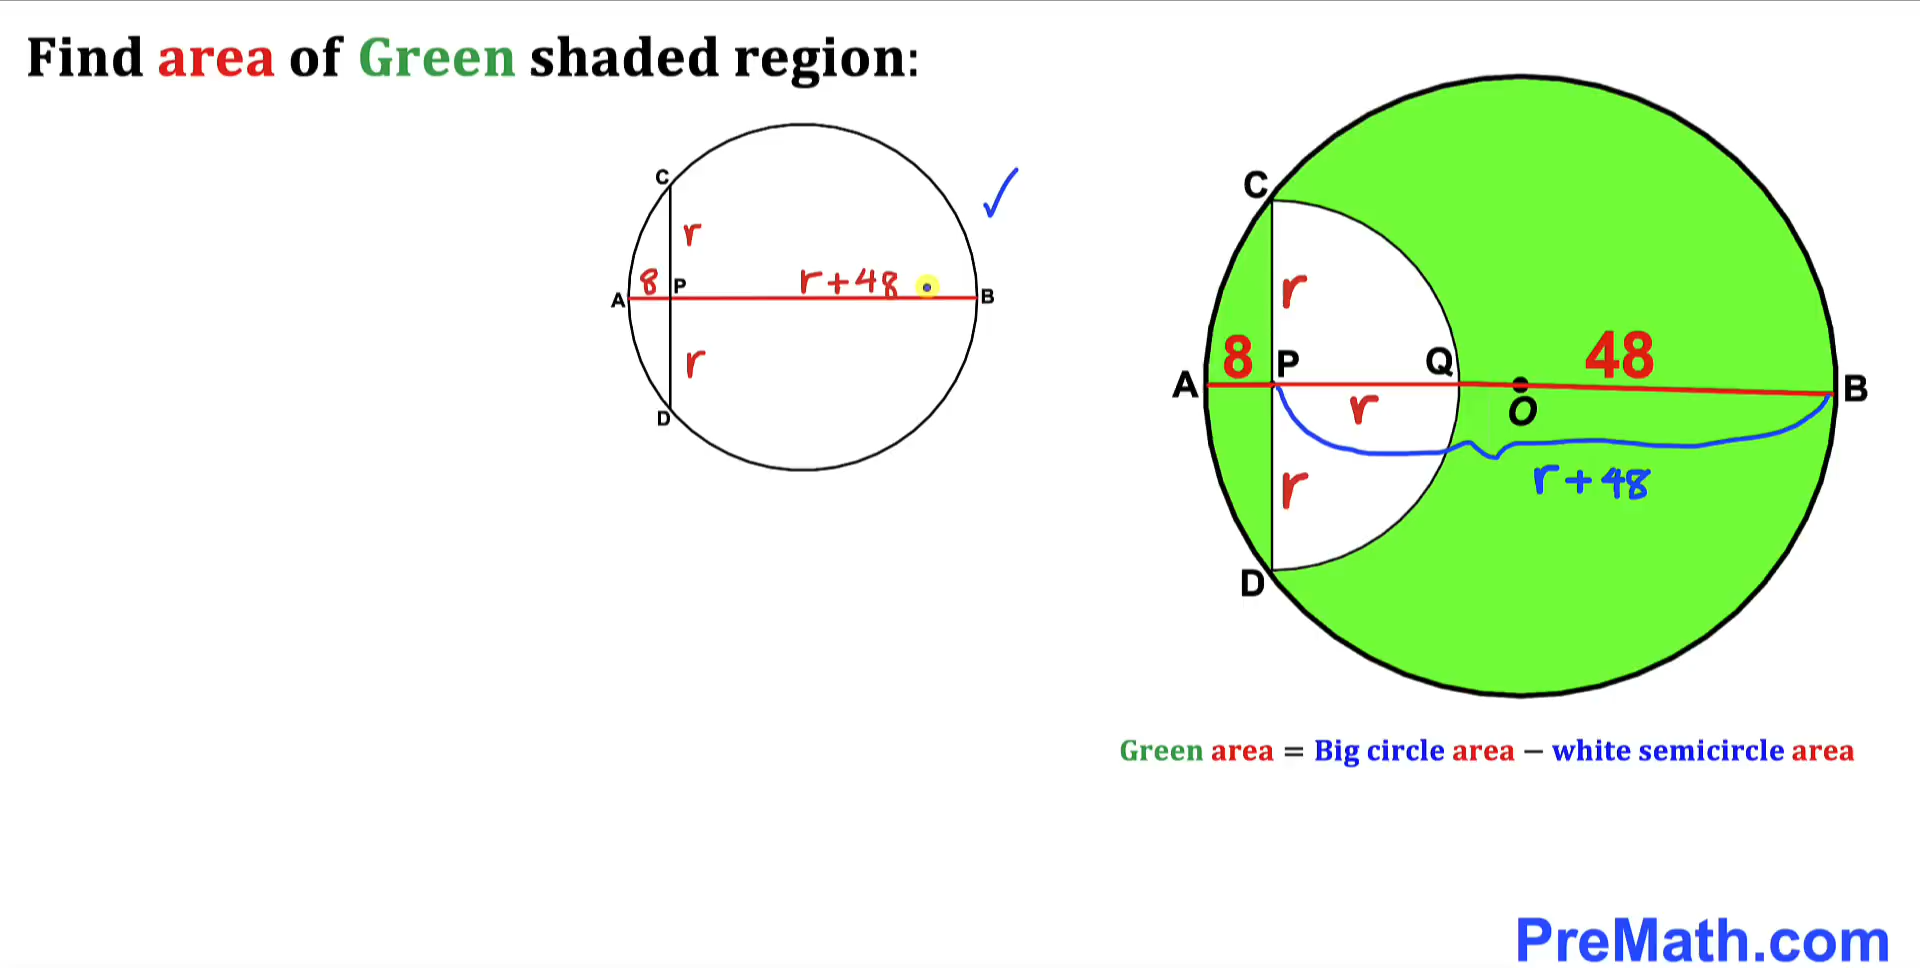 Find area of Green shaded region:
C
r
8 P r+48
A B
r
D
C
r
8 P Q 48
A B
r O
r r+48
D
Green area = Big circle area − white semicircle area
PreMath.com